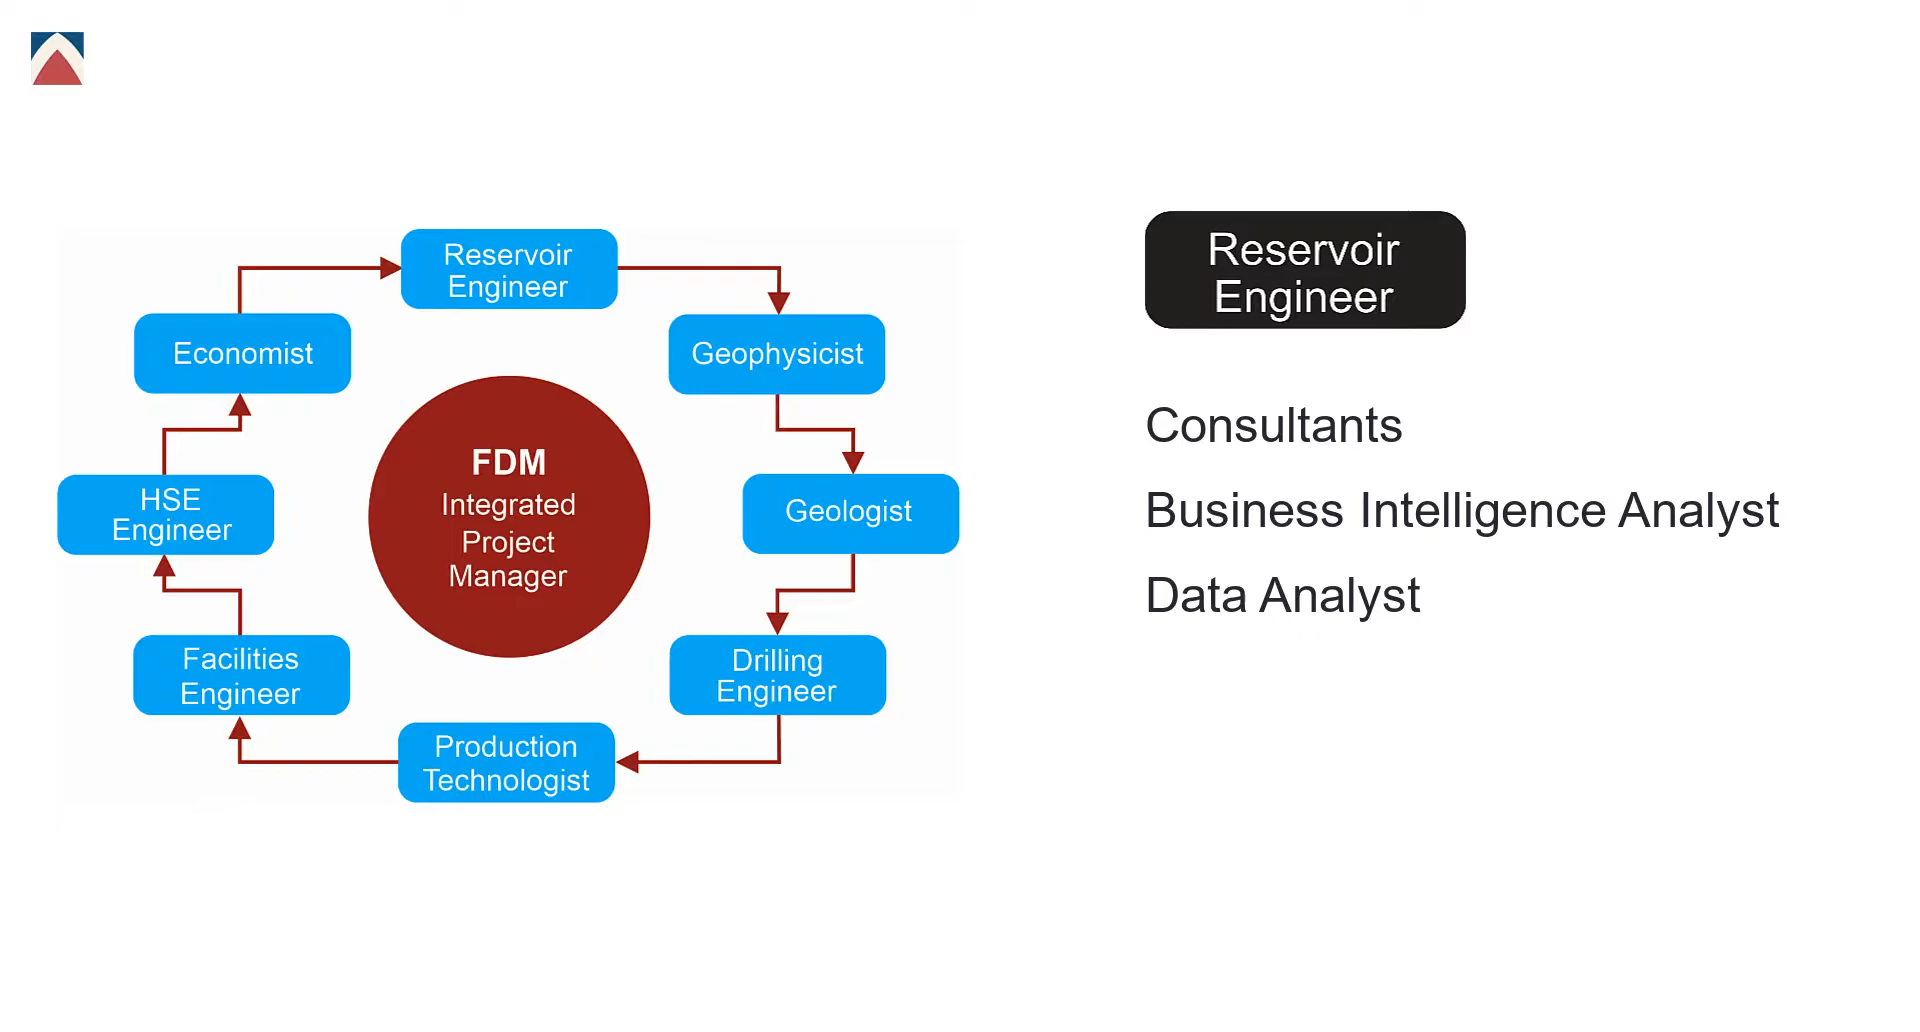 Reservoir
Engineer
Geophysicist
Geologist
Drilling
Engineer
Production
Technologist
Facilities
Engineer
HSE
Engineer
Economist
FDM
Integrated
Project
Manager
Reservoir
Engineer
Consultants
Business Intelligence Analyst
Data Analyst